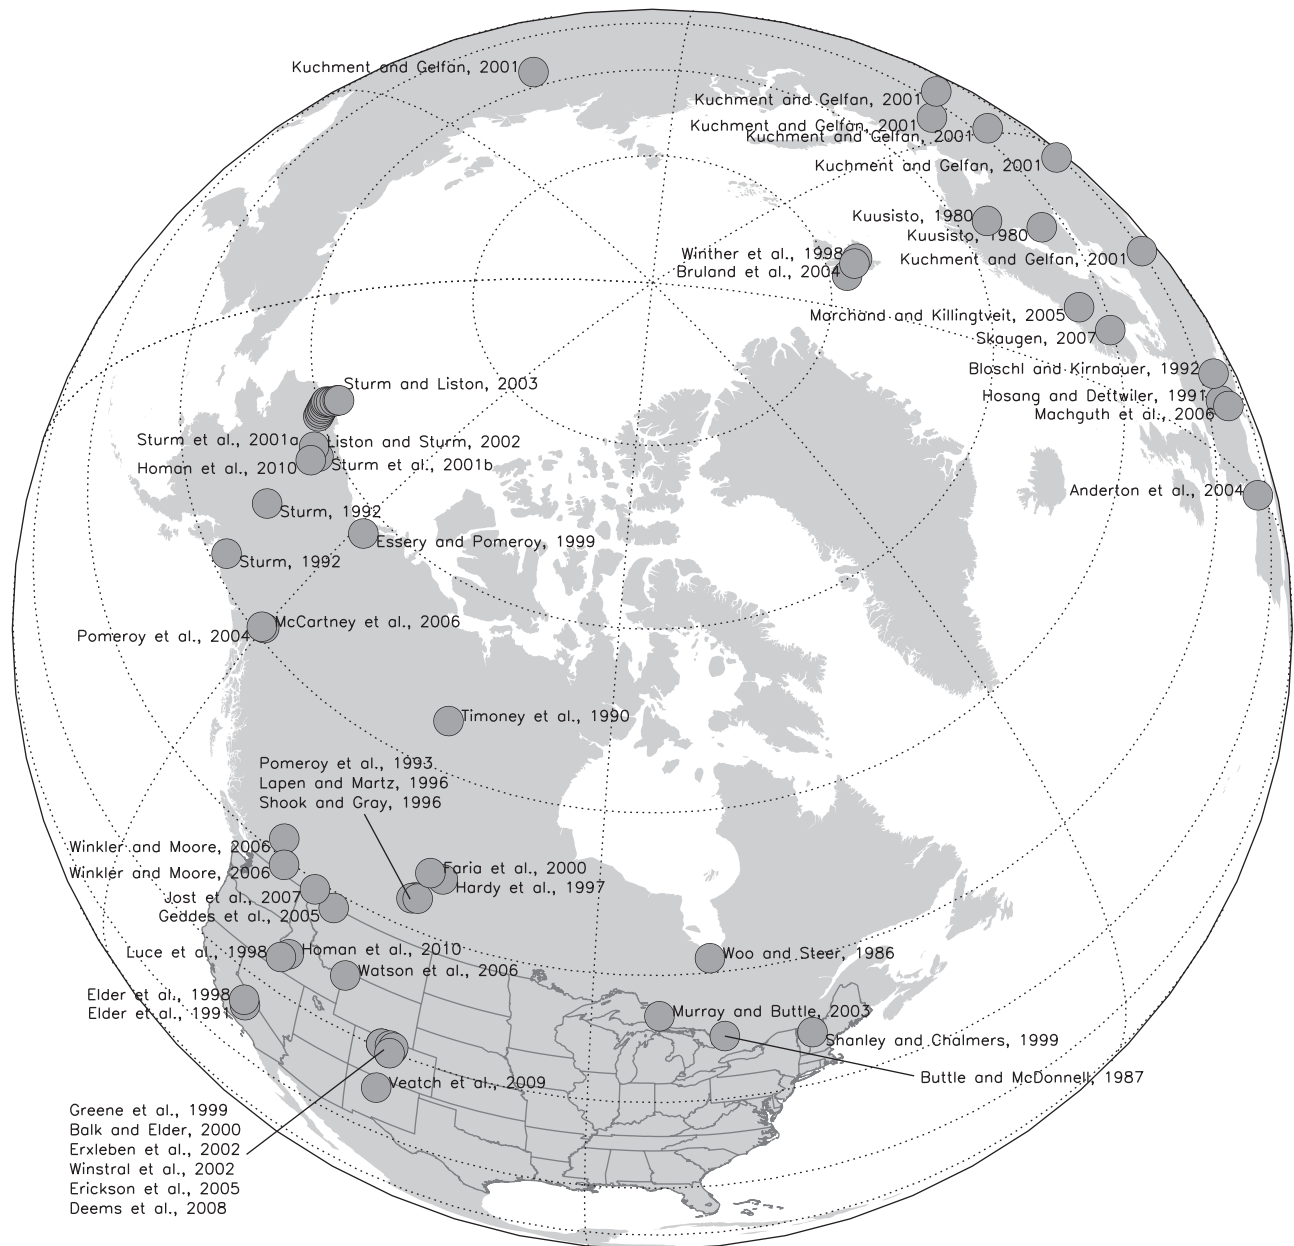 Kuchment and Gelfan, 2001
Kuchment and Gelfan, 2001
Kuchment and Gelfan, 2001
Kuchment and Gelfan, 2001
Kuchment and Gelfan, 2001
Kuusisto, 1980
Kuusisto, 1980
Winther et al., 1998
Kuchment and Gelfan, 2001
Bruland et al., 2004
Marchand and Killingtveit, 2005
Skaugen, 2007
Bloschl and Kirnbauer, 1992
Sturm and Liston, 2003
Hosang and Dettwiler, 1991
Machguth et al., 2006
Sturm et al., 2001a
Liston and Sturm, 2002
Homan et al., 2010
Sturm et al., 2001b
Anderton et al., 2004
Sturm, 1992
Essery and Pomeroy, 1999
Sturm, 1992
McCartney et al., 2006
Pomeroy et al., 2004
Timoney et al., 1990
Pomeroy et al., 1993
Lapen and Martz, 1996
Shook and Gray, 1996
Winkler and Moore, 2006
Winkler and Moore, 2006
Faria et al., 2000
Hardy et al., 1997
Jost et al., 2007
Geddes et al., 2005
Luce et al., 1998
Homan et al., 2010
Woo and Steer, 1986
Watson et al., 2006
Elder et al., 1998
Elder et al., 1991
Murray and Buttle, 2003
Shanley and Chalmers, 1999
Buttle and McDonnell, 1987
Veatch et al., 2009
Greene et al., 1999
Balk and Elder, 2000
Erxleben et al., 2002
Winstral et al., 2002
Erickson et al., 2005
Deems et al., 2008